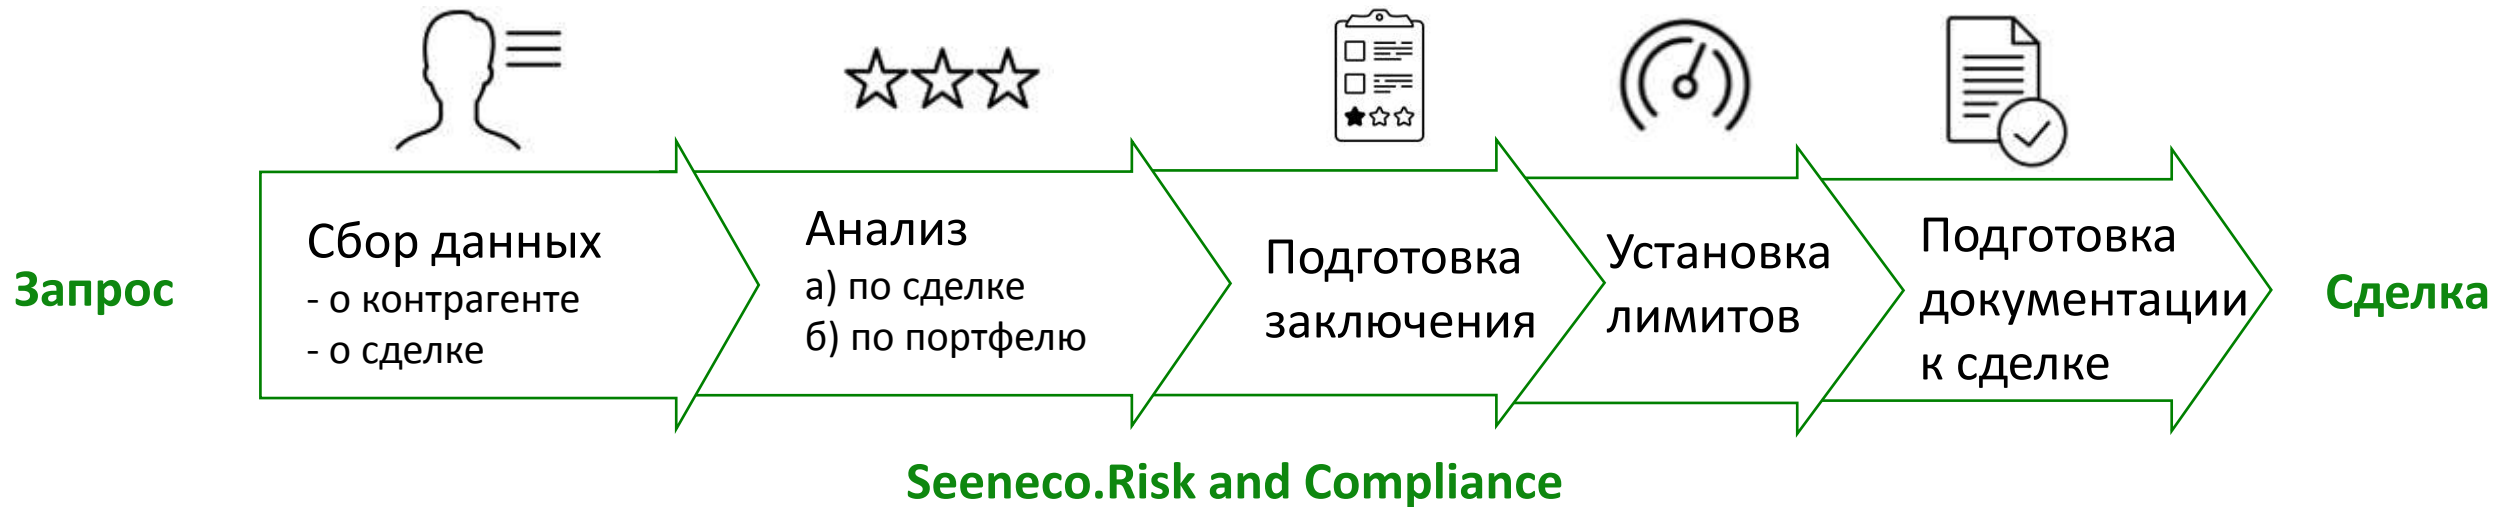 Запрос
Сбор данных
- о контрагенте
- о сделке
Анализ
а) по сделке
б) по портфелю
Подготовка
заключения
Установка
лимитов
Подготовка
документации
к сделке
Сделка
Seeneco.Risk and Compliance